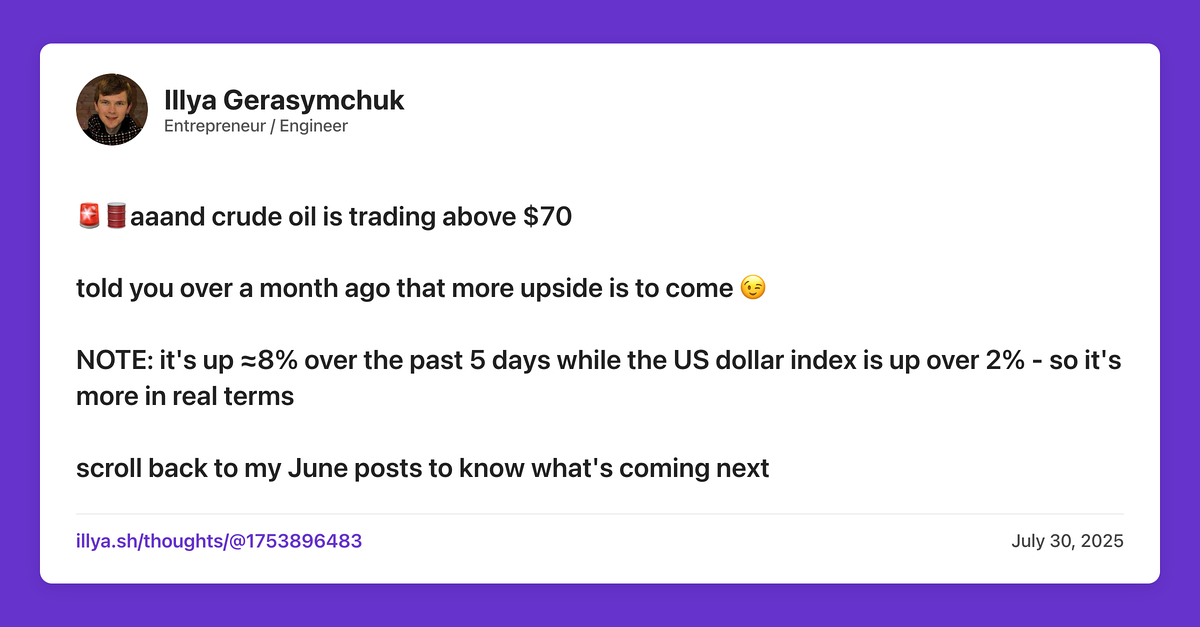 Illya Gerasymchuk
Entrepreneur / Engineer
🚨🛢️aaand crude oil is trading above $70
told you over a month ago that more upside is to come 😉
NOTE: it's up ≈8% over the past 5 days while the US dollar index is up over 2% - so it's
more in real terms
scroll back to my June posts to know what's coming next
illya.sh/thoughts/@1753896483
July 30, 2025